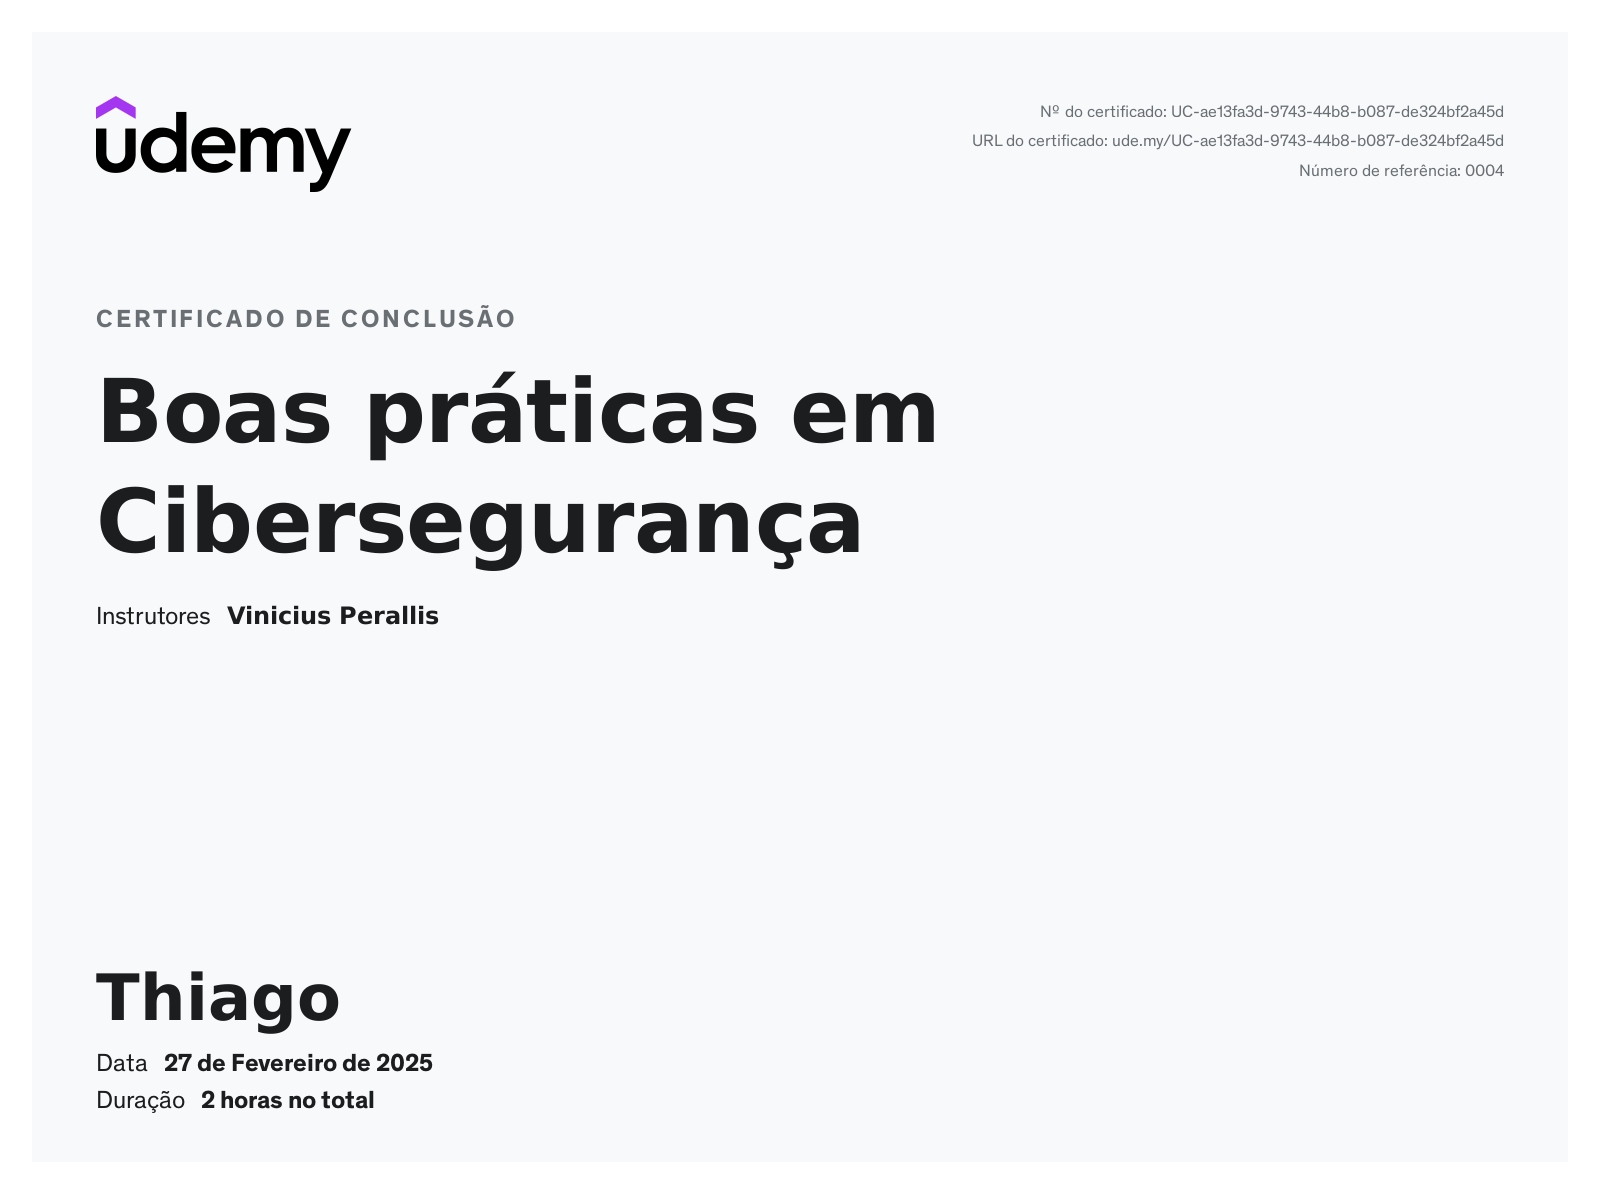 udemy
Nº do certificado: UC-ae13fa3d-9743-44b8-b087-de324bf2a45d
URL do certificado: ude.my/UC-ae13fa3d-9743-44b8-b087-de324bf2a45d
Número de referência: 0004
CERTIFICADO DE CONCLUSÃO
Boas práticas em
Cibersegurança
Instrutores Vinicius Perallis
Thiago
Data 27 de Fevereiro de 2025
Duração 2 horas no total